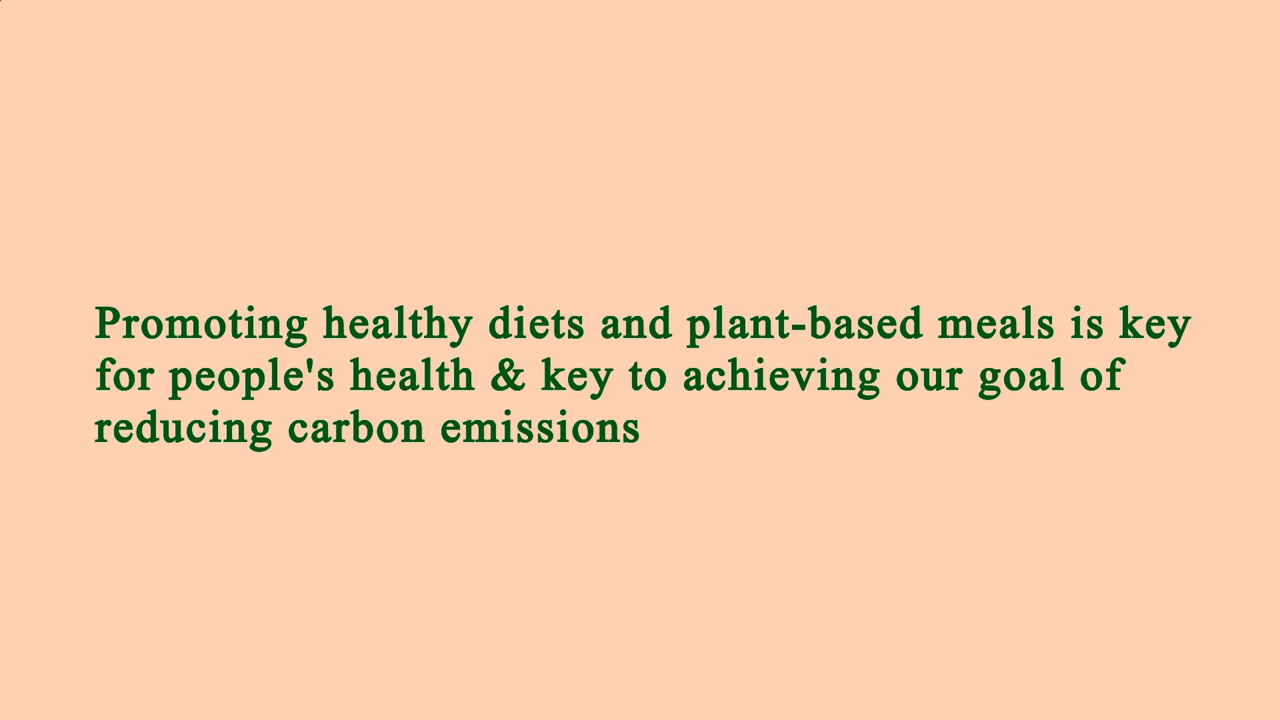 Promoting healthy diets and plant-based meals is key
for people's health & key to achieving our goal of
reducing carbon emissions